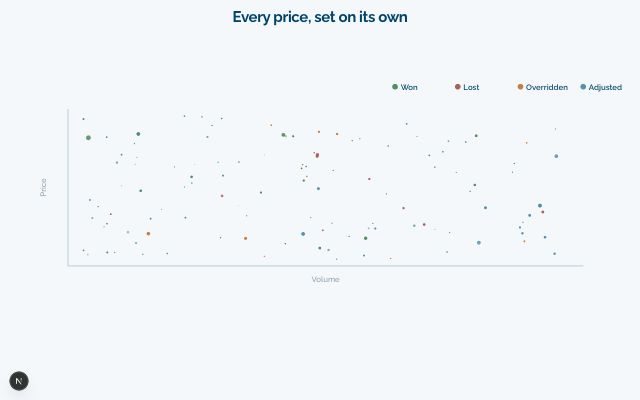 Every price, set on its own
Won
Lost
Overridden
Adjusted
Price
Volume
N